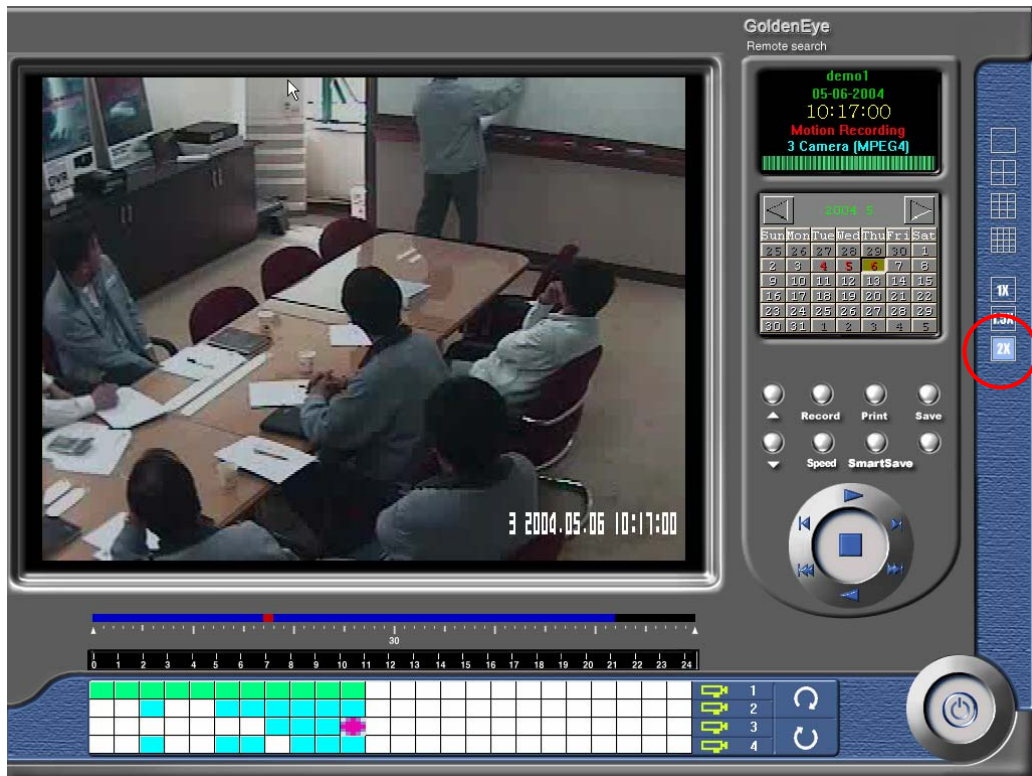 GoldenEye
Remote search
demo1
05-06-2004
10:17:00
Motion Recording
3 Camera (MPEG4)
2004 5
Sun Mon Tue Wed Thu Fri Sat
25 26 27 28 29 30 1
2 3 4 5 6 7 8
9 10 11 12 13 14 15
16 17 18 19 20 21 22
23 24 25 26 27 28 29
30 31 1 2 3 4 5
1X
1.5X
2X
Record Print Save
Speed SmartSave
DVR
3 2004.05.06 10:17:00
30
0 1 2 3 4 5 6 7 8 9 10 11 12 13 14 15 16 17 18 19 20 21 22 23 24
1
2
3
4